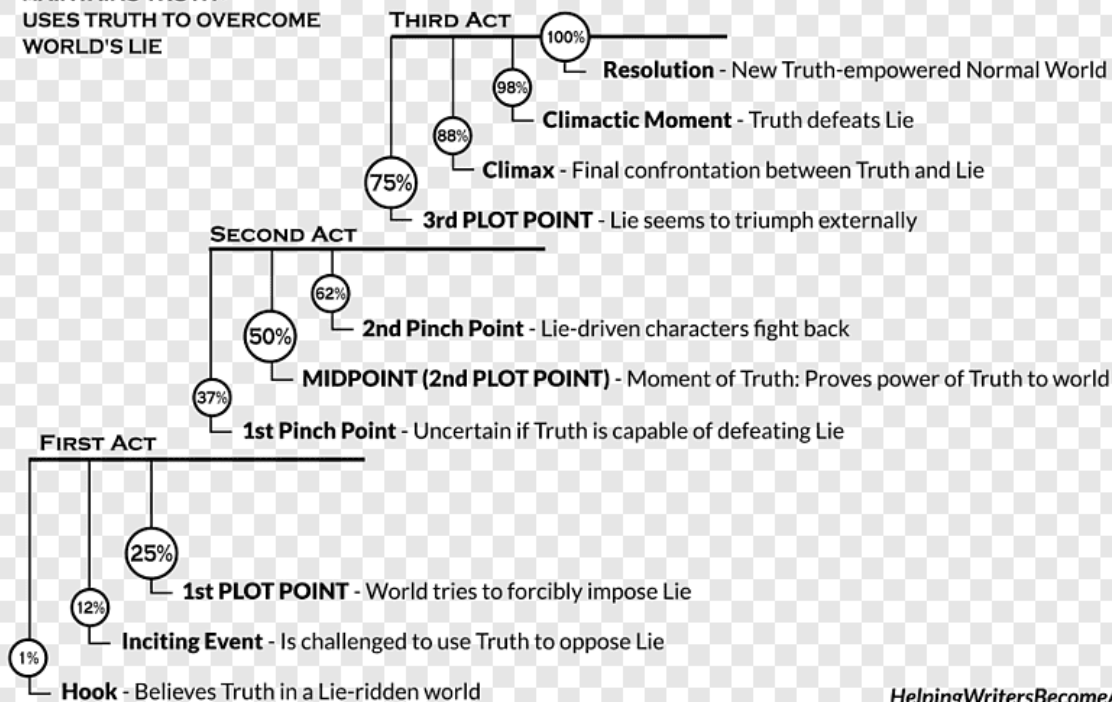 USES TRUTH TO OVERCOME
WORLD'S LIE
THIRD ACT
100%
Resolution - New Truth-empowered Normal World
98%
Climactic Moment - Truth defeats Lie
88%
Climax - Final confrontation between Truth and Lie
75%
3rd PLOT POINT - Lie seems to triumph externally
SECOND ACT
62%
2nd Pinch Point - Lie-driven characters fight back
50%
MIDPOINT (2nd PLOT POINT) - Moment of Truth: Proves power of Truth to world
37%
1st Pinch Point - Uncertain if Truth is capable of defeating Lie
FIRST ACT
25%
1st PLOT POINT - World tries to forcibly impose Lie
12%
Inciting Event - Is challenged to use Truth to oppose Lie
1%
Hook - Believes Truth in a Lie-ridden world
HelpingWritersBecomeA